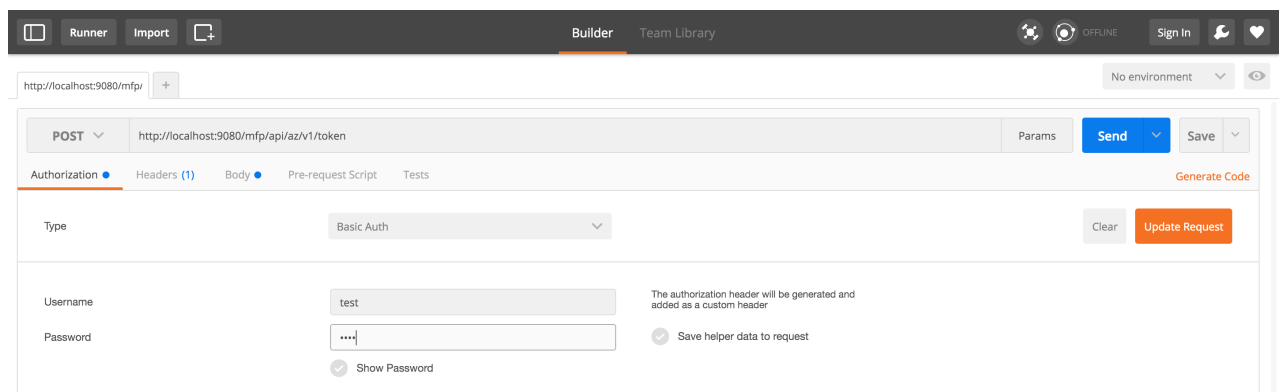 Runner Import Builder Team Library OFFLINE Sign In
http://localhost:9080/mfp/ + No environment
POST http://localhost:9080/mfp/api/az/v1/token Params Send Save
Authorization Headers (1) Body Pre-request Script Tests Generate Code
Type Basic Auth Clear Update Request
Username test The authorization header will be generated and
added as a custom header
Password •••• Save helper data to request
Show Password